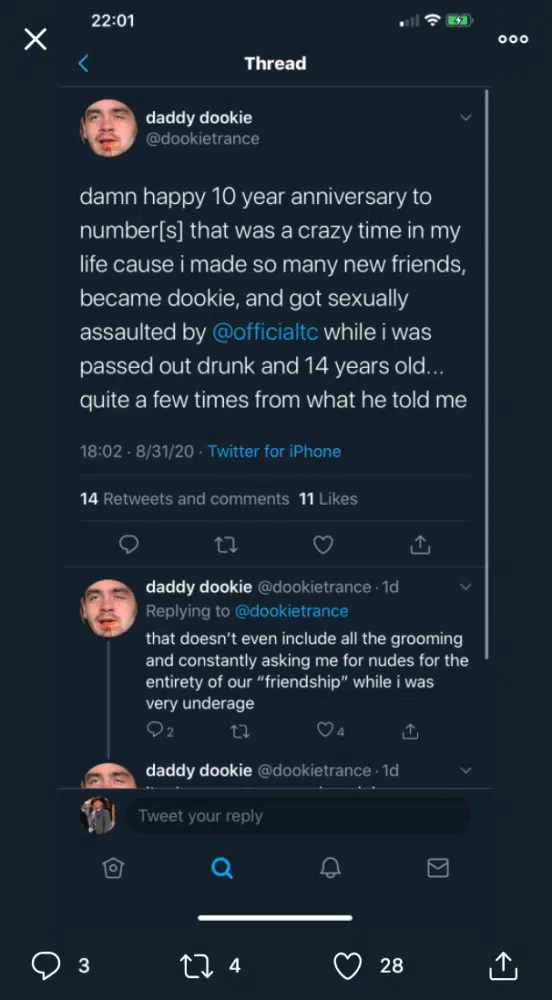 22:01
Thread
daddy dookie
@dookietrance
damn happy 10 year anniversary to
number[s] that was a crazy time in my
life cause i made so many new friends,
became dookie, and got sexually
assaulted by @officialtc while i was
passed out drunk and 14 years old...
quite a few times from what he told me
18:02 · 8/31/20 · Twitter for iPhone
14 Retweets and comments 11 Likes
daddy dookie @dookietrance · 1d
Replying to @dookietrance
that doesn’t even include all the grooming
and constantly asking me for nudes for the
entirety of our “friendship” while i was
very underage
2 4
daddy dookie @dookietrance · 1d
Tweet your reply
3 4 28